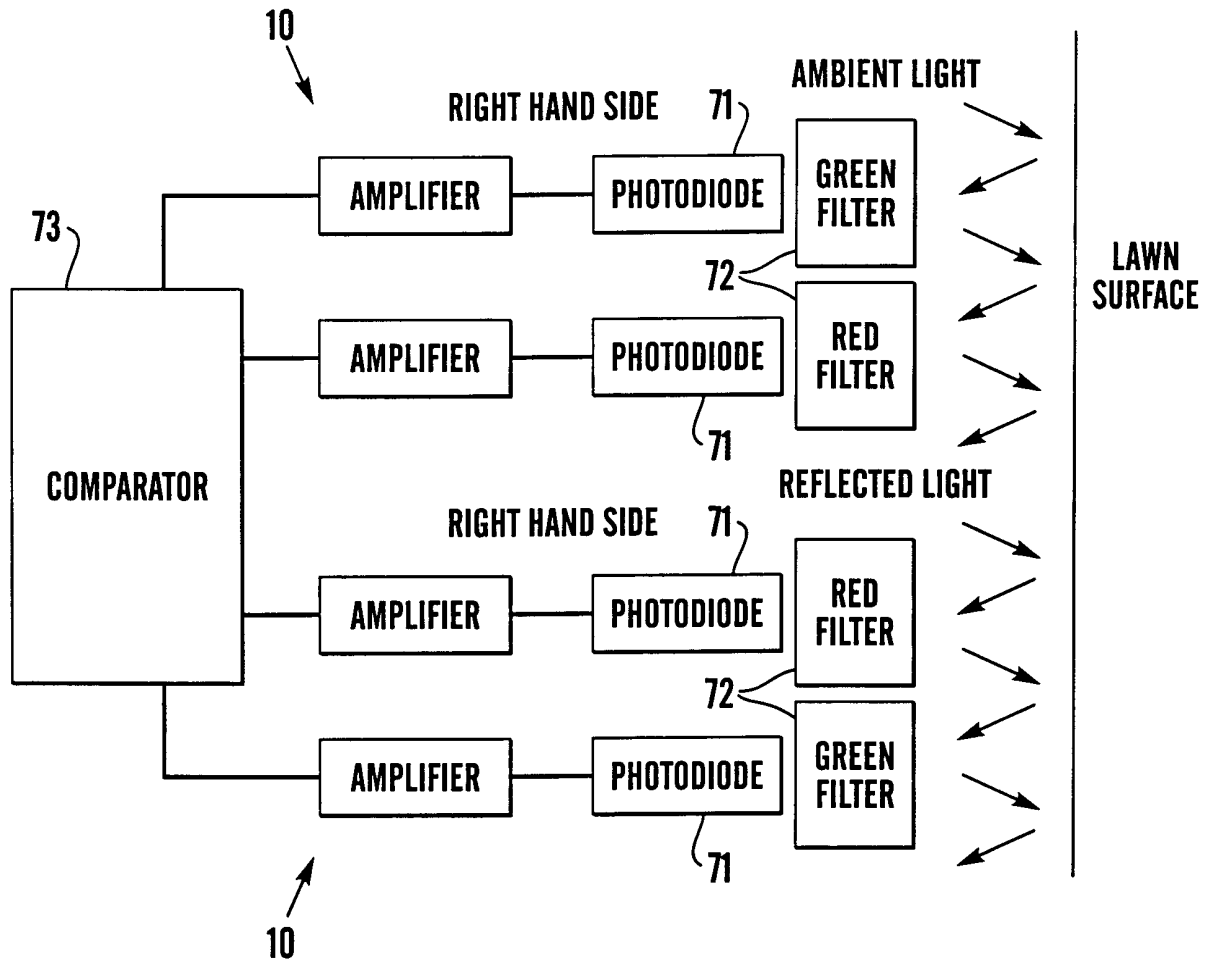 10
AMBIENT LIGHT
RIGHT HAND SIDE
71
AMPLIFIER
PHOTODIODE
GREEN
FILTER
73
72
LAWN
SURFACE
AMPLIFIER
PHOTODIODE
RED
FILTER
71
COMPARATOR
REFLECTED LIGHT
RIGHT HAND SIDE
71
AMPLIFIER
PHOTODIODE
RED
FILTER
72
AMPLIFIER
PHOTODIODE
GREEN
FILTER
71
10